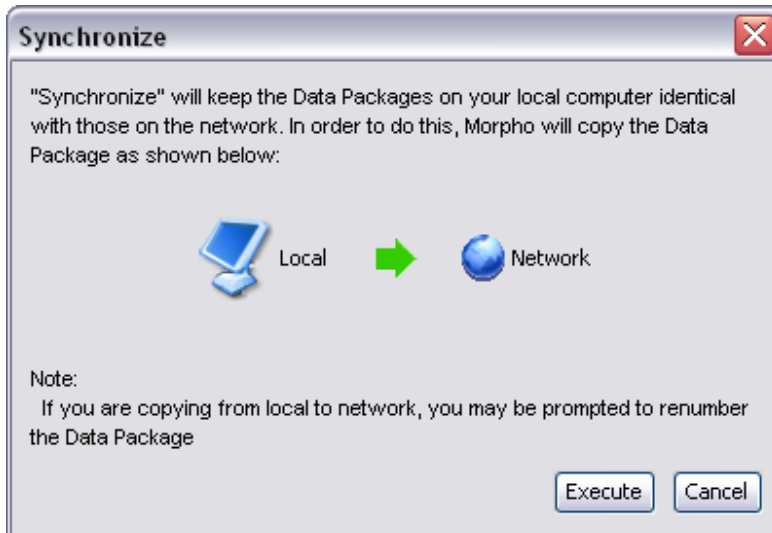 Synchronize
"Synchronize" will keep the Data Packages on your local computer identical
with those on the network. In order to do this, Morpho will copy the Data
Package as shown below:
Local
Network
Note:
If you are copying from local to network, you may be prompted to renumber
the Data Package
Execute
Cancel